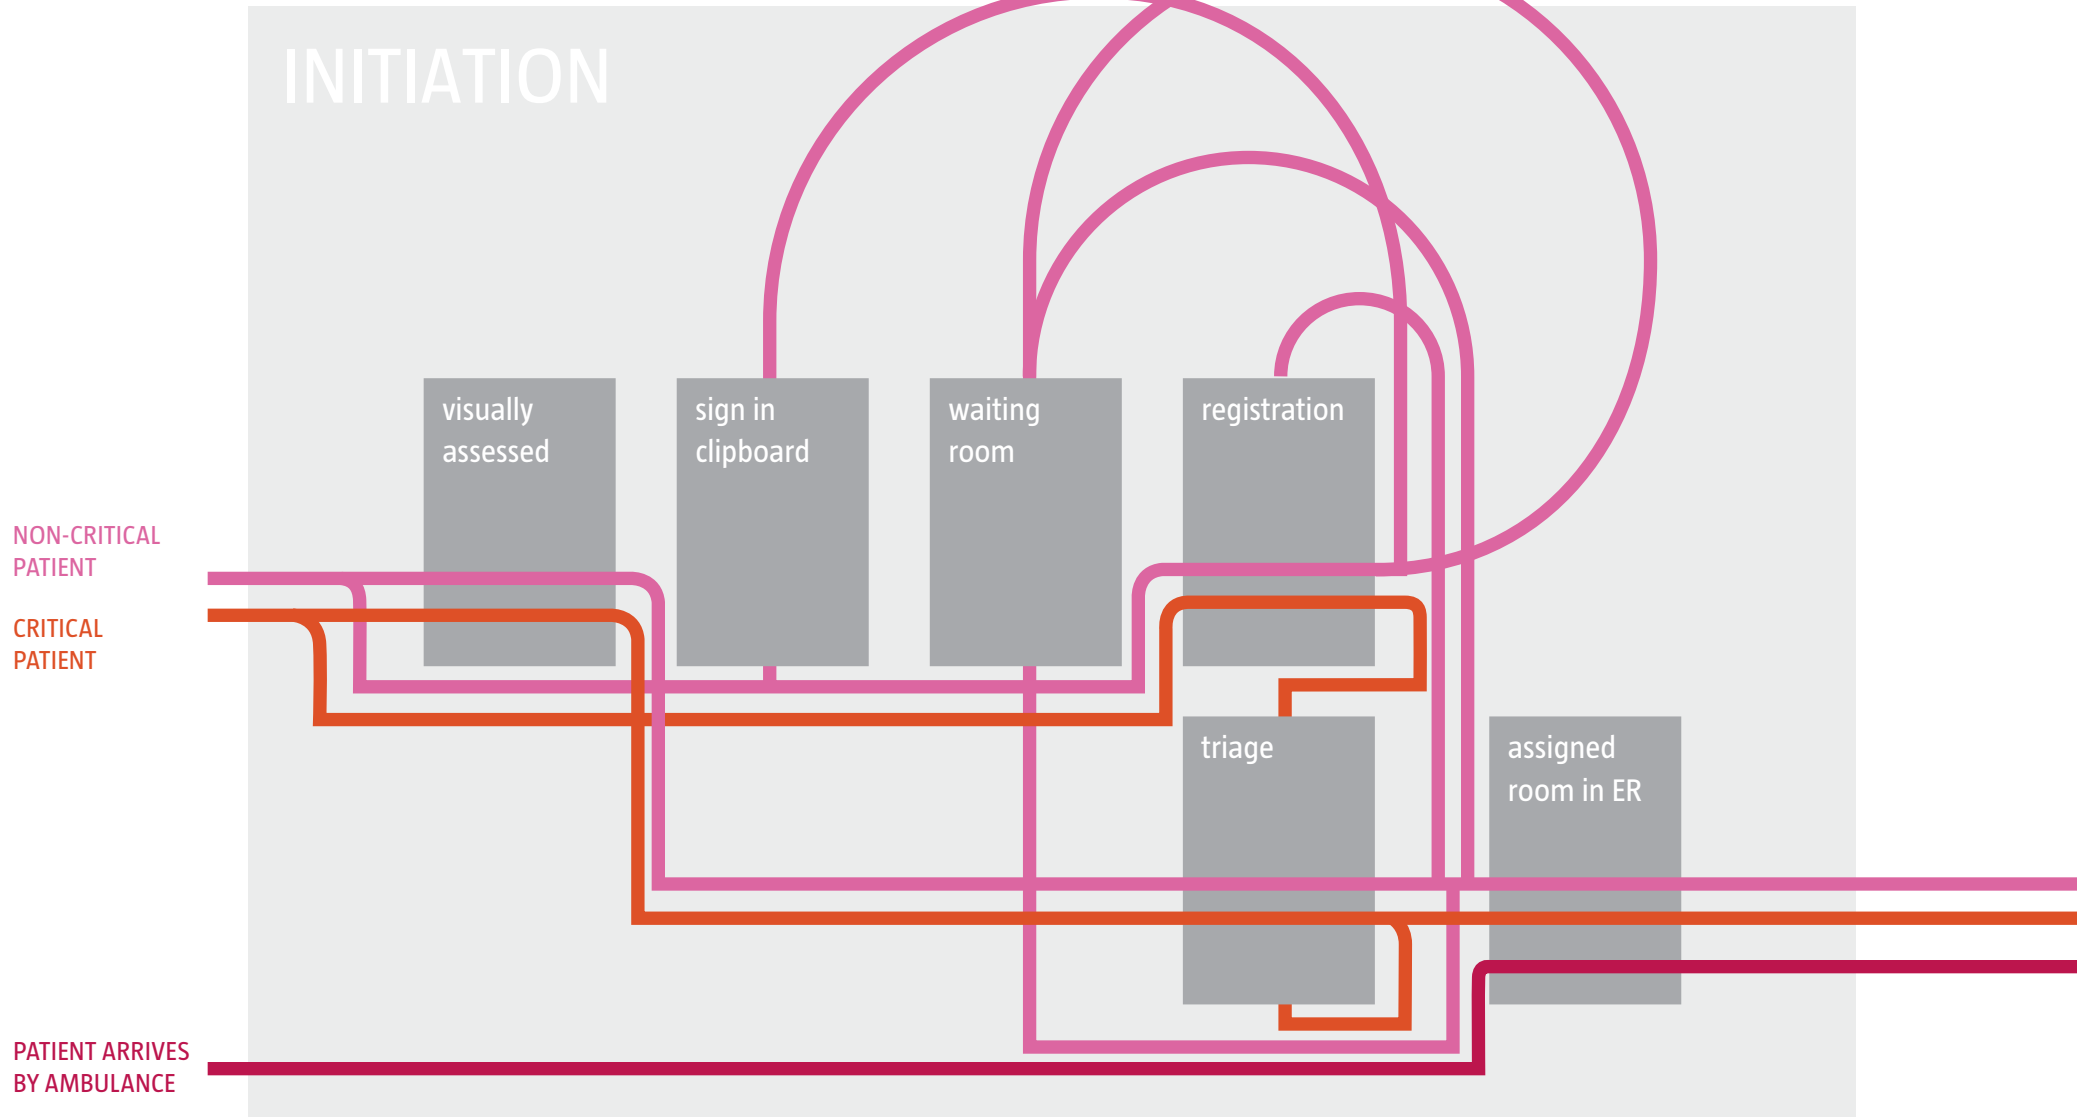 INITIATION
visually
assessed
sign in
clipboard
waiting
room
registration
NON-CRITICAL
PATIENT
CRITICAL
PATIENT
triage
assigned
room in ER
PATIENT ARRIVES
BY AMBULANCE